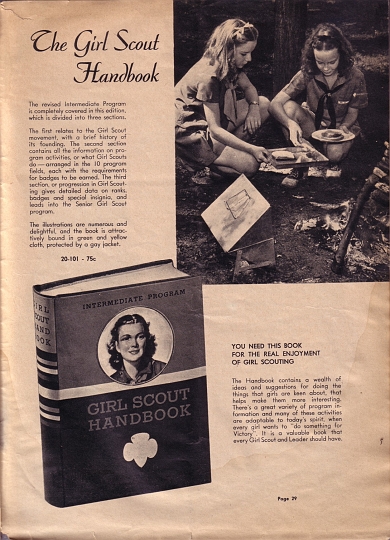 The Girl Scout
Handbook
The revised Intermediate Program
is completely covered in this edition,
which is divided into three sections.
The first relates to the Girl Scout
movement, with a brief history of
its founding. The second section
contains all the information on pro-
gram activities, or what Girl Scouts
do — arranged in the 10 program
fields, each with the requirements
for badges to be earned. The third
section, or progression in Girl Scout-
ing gives detailed data on ranks,
badges and special insignia, and
leads into the Senior Girl Scout
program.
The illustrations are numerous and
delightful, and the book is attrac-
tively bound in green and yellow
cloth, protected by a gay jacket.
20-101 - 75c
GIRL
SCOUT
HAND
BOOK
INTERMEDIATE PROGRAM
GIRL SCOUT
HANDBOOK
YOU NEED THIS BOOK
FOR THE REAL ENJOYMENT
OF GIRL SCOUTING
The Handbook contains a wealth of
ideas and suggestions for doing the
things that girls are keen about, that
helps make them more interesting.
There's a great variety of program in-
formation and many of these activities
are adaptable to today's spirit, when
every girl wants to "do something for
Victory". It is a valuable book that
every Girl Scout and Leader should have.
Page 29